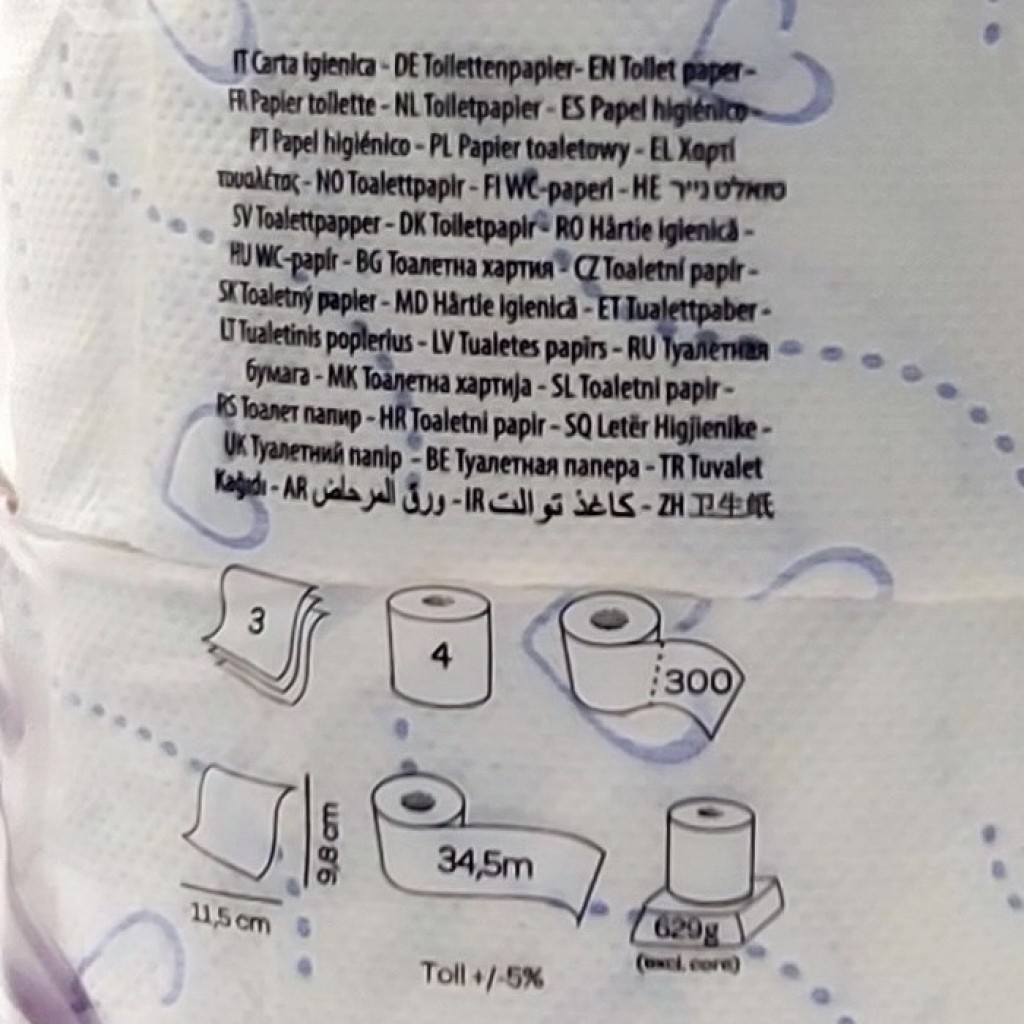 IT Carta igienica - DE Toilettenpapier- EN Toilet paper -
FR Papier toilette - NL Toiletpapier - ES Papel higiénico -
PT Papel higiénico - PL Papier toaletowy - EL Χαρτί
τουαλέτας - NO Toalettpapir - FI WC-paperi - HE טואלט נייר
SV Toalettpapper - DK Toiletpapir - RO Hârtie igienică -
HU WC-papír - BG Тоалетна хартия - CZ Toaletní papír -
SK Toaletný papier - MD Hârtie igienică - ET Tualettpaber -
LT Tualetinis popierius - LV Tualetes papīrs - RU Туалетная
бумага - MK Тоалетна хартија - SL Toaletni papir -
RS Тоалет папир - HR Toaletni papir - SQ Letër Higjienike -
UK Туалетний папір - BE Туалетная папера - TR Tuvalet
Kağıdı - AR ورق المرحاض - IR کاغذ توالت - ZH 卫生纸
3
4
300
9,8 cm
11,5 cm
34,5m
629g
(excl. core)
Toll +/-5%